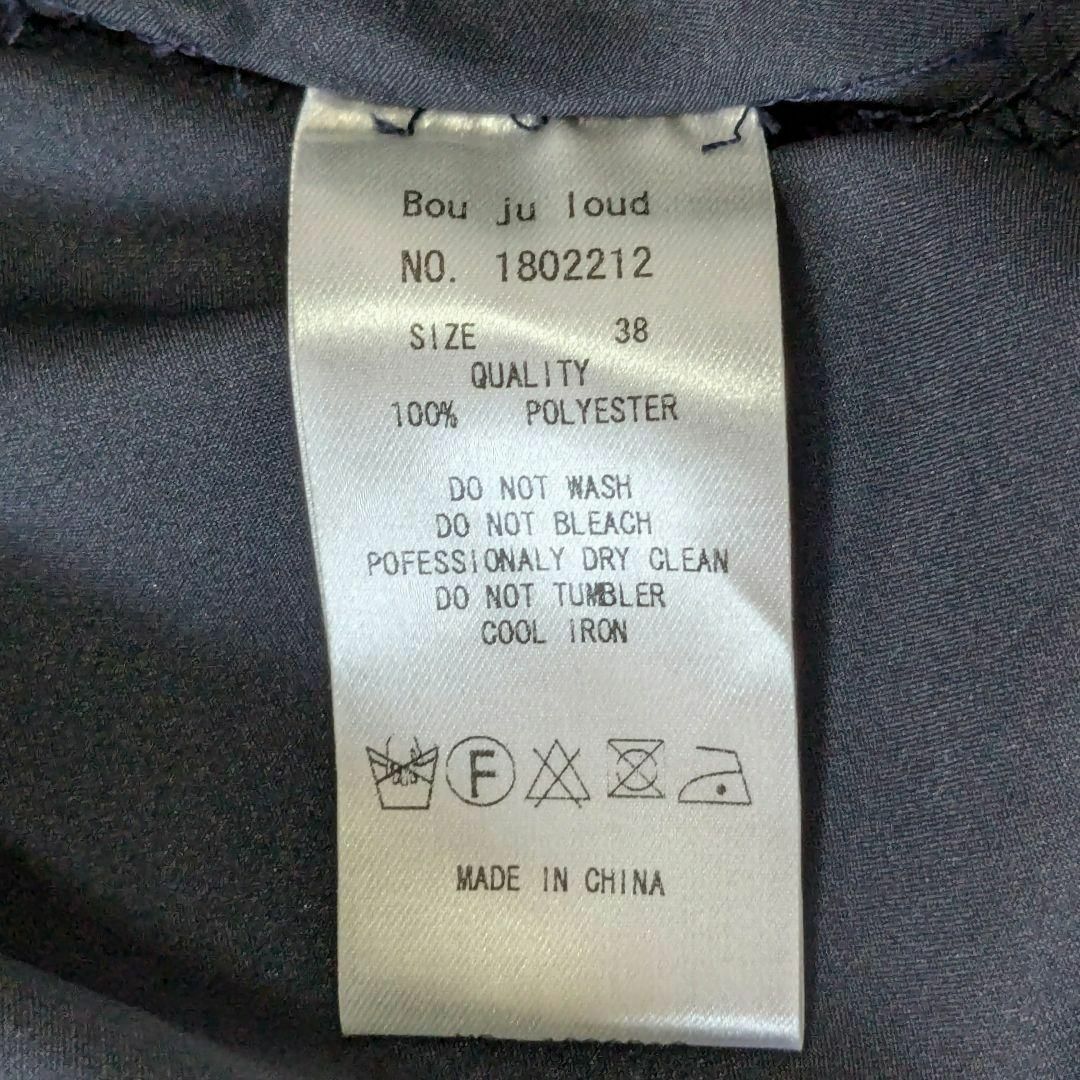 Bou ju loud
NO. 1802212
SIZE 38
QUALITY
100% POLYESTER
DO NOT WASH
DO NOT BLEACH
POFESSIONALY DRY CLEAN
DO NOT TUMBLER
COOL IRON
F
MADE IN CHINA